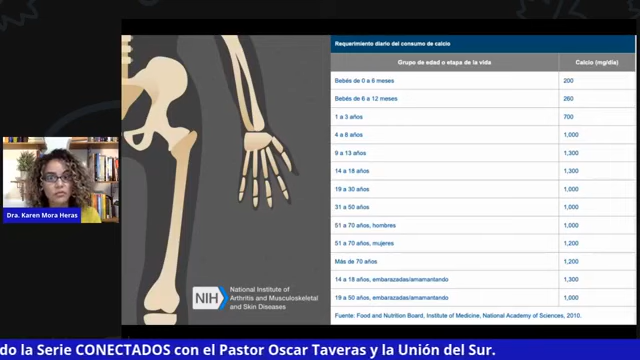 Requerimiento diario del consumo de calcio
Grupo de edad o etapa de la vida Calcio (mg/día)
Bebés de 0 a 6 meses 200
Bebés de 6 a 12 meses 260
1 a 3 años 700
4 a 8 años 1,000
9 a 13 años 1,300
14 a 18 años 1,300
19 a 30 años 1,000
31 a 50 años 1,000
51 a 70 años, hombres 1,000
51 a 70 años, mujeres 1,200
Más de 70 años 1,200
14 a 18 años, embarazadas/amamantando 1,300
19 a 50 años, embarazadas/amamantando 1,000
Fuente: Food and Nutrition Board, Institute of Medicine, National Academy of Sciences, 2010.
NIH
National Institute of
Arthritis and Musculoskeletal
and Skin Diseases
Dra. Karen Mora Heras
do la Serie CONECTADOS con el Pastor Oscar Taveras y la Unión del Sur.